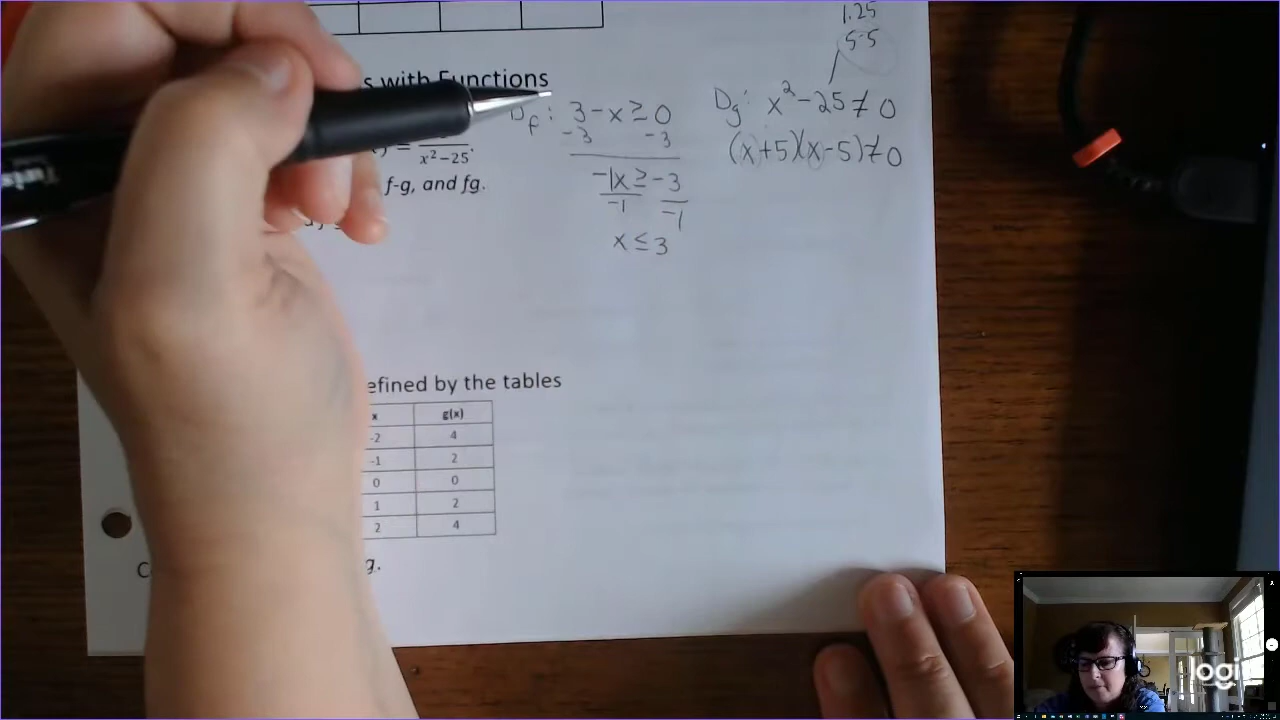 1.25
5·5
s with Functions
D_f: 3-x≥0
-3 -3
-1x≥-3
-1 -1
x≤3
D_g: x²-25≠0
(x+5)(x-5)≠0
= x²−25.
f-g, and fg.
efined by the tables
x g(x)
-2 4
-1 2
0 0
1 2
2 4
g.
logi